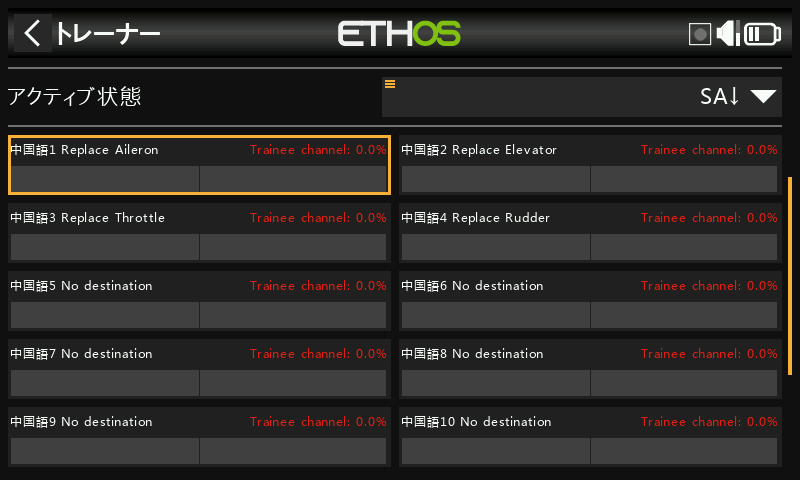 トレーナー
ETHOS
アクティブ状態
SA↓
中国語1 Replace Aileron Trainee channel: 0.0%
中国語2 Replace Elevator Trainee channel: 0.0%
中国語3 Replace Throttle Trainee channel: 0.0%
中国語4 Replace Rudder Trainee channel: 0.0%
中国語5 No destination Trainee channel: 0.0%
中国語6 No destination Trainee channel: 0.0%
中国語7 No destination Trainee channel: 0.0%
中国語8 No destination Trainee channel: 0.0%
中国語9 No destination Trainee channel: 0.0%
中国語10 No destination Trainee channel: 0.0%